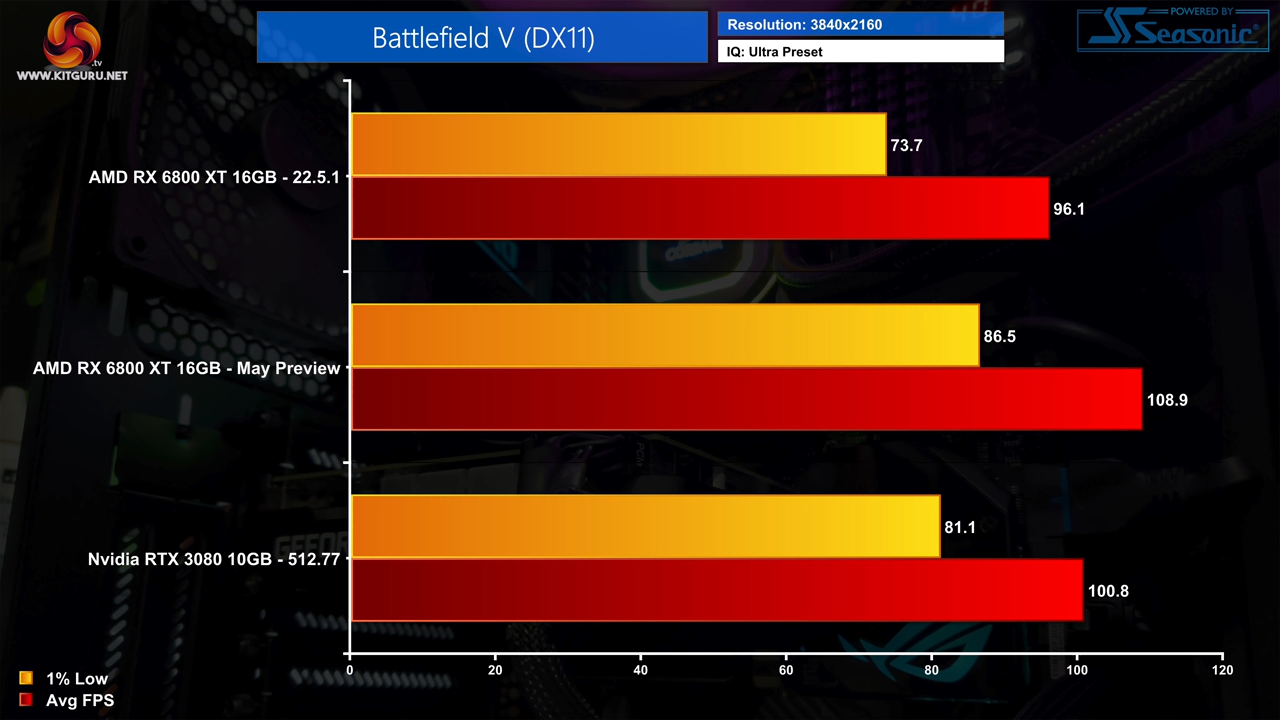 .tv
WWW.KITGURU.NET
Battlefield V (DX11)
Resolution: 3840x2160
IQ: Ultra Preset
POWERED BY
Seasonic
AMD RX 6800 XT 16GB - 22.5.1
73.7
96.1
AMD RX 6800 XT 16GB - May Preview
86.5
108.9
Nvidia RTX 3080 10GB - 512.77
81.1
100.8
0 20 40 60 80 100 120
1% Low
Avg FPS